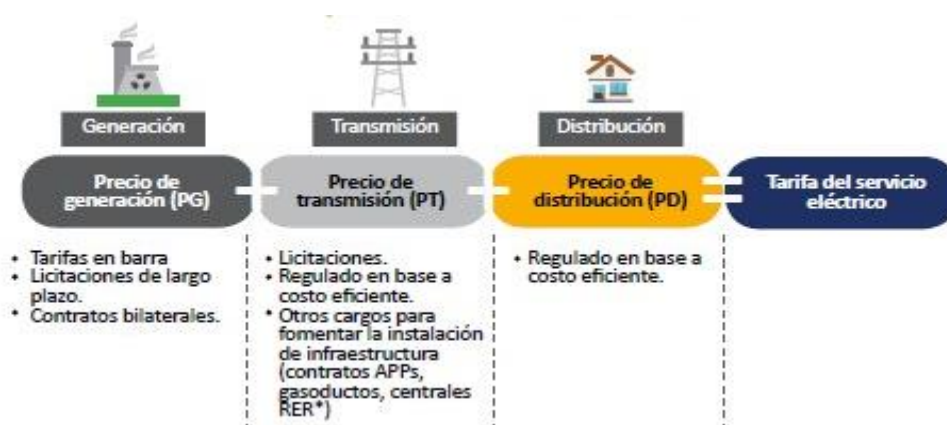 Generación
Transmisión
Distribución
Precio de
generación (PG)
Precio de
transmisión (PT)
Precio de
distribución (PD)
Tarifa del servicio
eléctrico
• Tarifas en barra
• Licitaciones de largo
plazo.
• Contratos bilaterales.
• Licitaciones.
• Regulado en base a
costo eficiente.
• Otros cargos para
fomentar la instalación
de infraestructura
(contratos APPs,
gasoductos, centrales
RER*)
• Regulado en base a
costo eficiente.